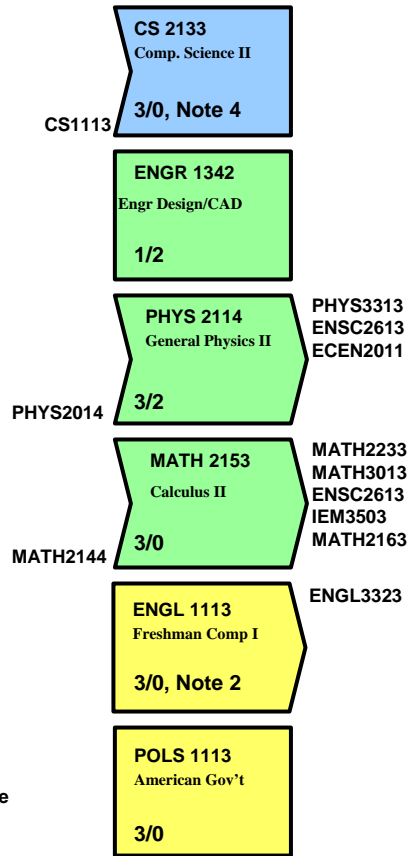 CS 2133
Comp. Science II
3/0, Note 4
CS1113
ENGR 1342
Engr Design/CAD
1/2
PHYS 2114
General Physics II
3/2
PHYS2014
PHYS3313
ENSC2613
ECEN2011
MATH 2153
Calculus II
3/0
MATH2144
MATH2233
MATH3013
ENSC2613
IEM3503
MATH2163
ENGL 1113
Freshman Comp I
3/0, Note 2
ENGL3323
POLS 1113
American Gov't
3/0
e